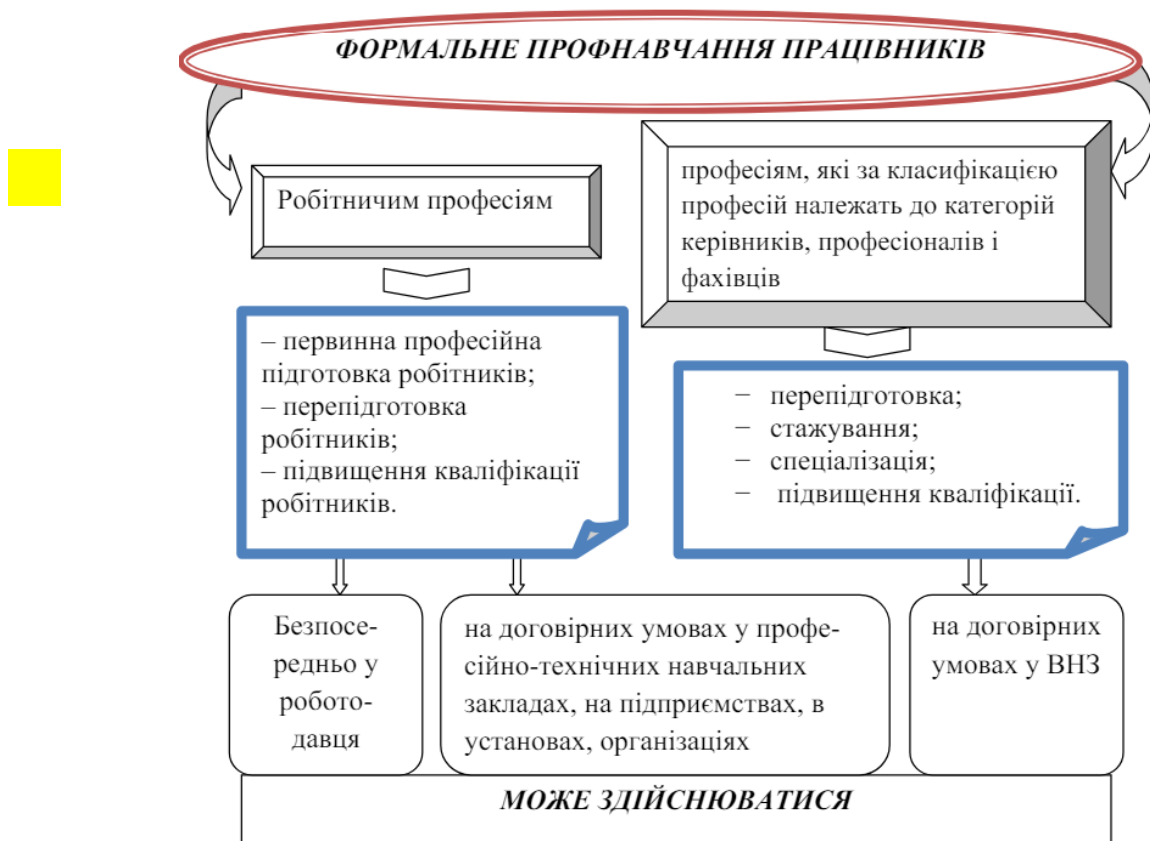 ФОРМАЛЬНЕ ПРОФНАВЧАННЯ ПРАЦІВНИКІВ
Робітничим професіям
професіям, які за класифікацією
професій належать до категорій
керівників, професіоналів і
фахівців
– первинна професійна
підготовка робітників;
– перепідготовка
робітників;
– підвищення кваліфікації
робітників.
– перепідготовка;
– стажування;
– спеціалізація;
– підвищення кваліфікації.
Безпосе-
редньо у
робото-
давця
на договірних умовах у профе-
сійно-технічних навчальних
закладах, на підприємствах, в
установах, організаціях
на договірних
умовах у ВНЗ
МОЖЕ ЗДІЙСНЮВАТИСЯ